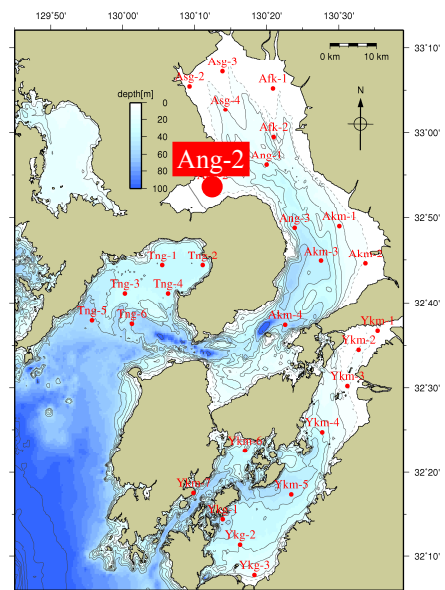 129°50' 130°00' 130°10' 130°20' 130°30'
Asg-3
Asg-2
Afk-1
0 km 10 km
33°10'
depth[m]
0
20
40
60
80
100
Asg-4
N
Afk-2
33°00'
Ang-2
Ang-1
32°50'
Ang-3
Akm-1
Akm-2
Akm-3
Tng-1
Tng-2
Tng-3
Tng-4
32°40'
Tng-5
Tng-6
Akm-4
Ykm-1
Ykm-2
32°30'
Ykm-3
Ykm-4
Ykm-6
32°20'
Ykm-7
Ykm-5
Ykg-1
Ykg-2
32°10'
Ykg-3